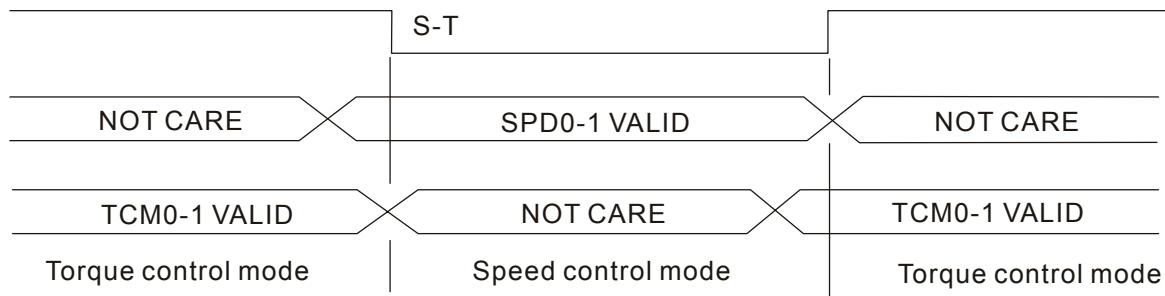 S-T
NOT CARE SPD0-1 VALID NOT CARE
TCM0-1 VALID NOT CARE TCM0-1 VALID
Torque control mode Speed control mode Torque control mode